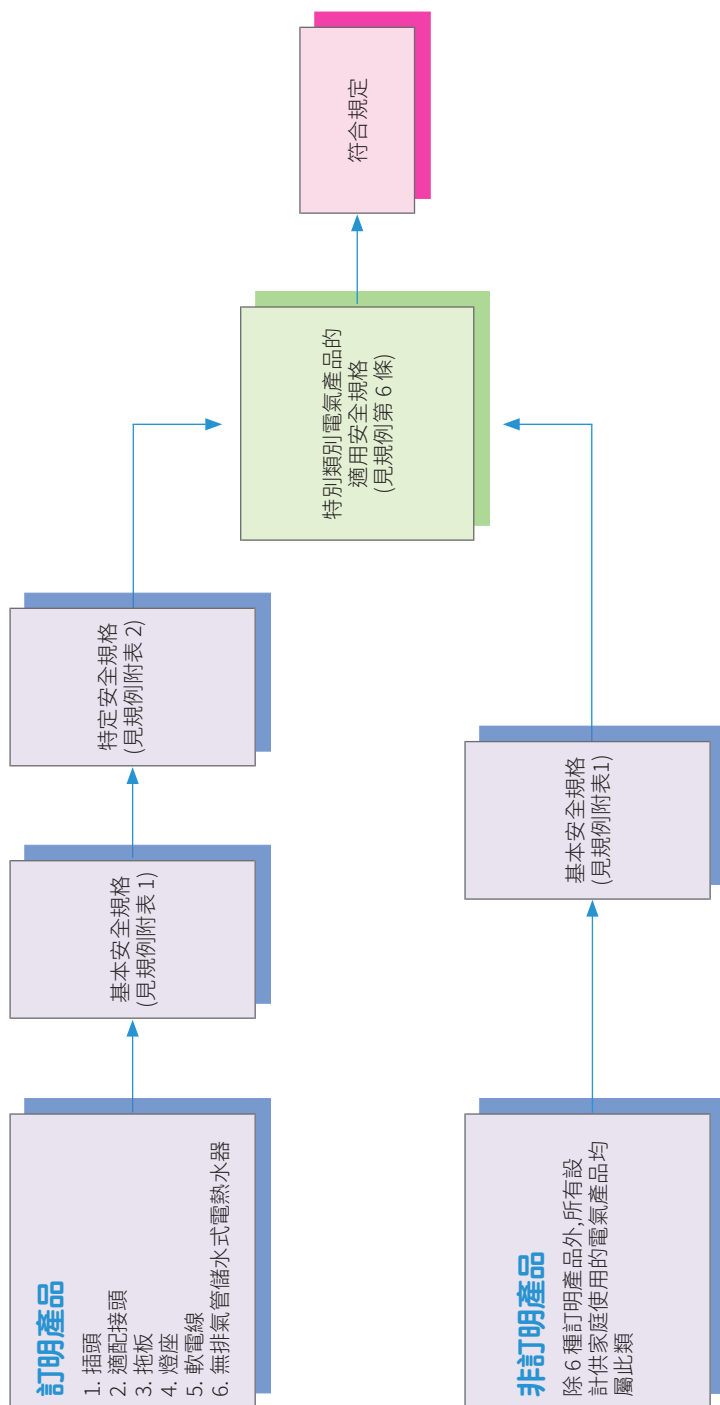 訂明產品
1. 插頭
2. 適配接頭
3. 拖板
4. 燈座
5. 軟電線
6. 無排氣管儲水式電熱水器
基本安全規格
(見規例附表 1)
特定安全規格
(見規例附表 2)
非訂明產品
除 6 種訂明產品外,所有設
計供家庭使用的電氣產品均
屬此類
基本安全規格
(見規例附表1)
特別類別電氣產品的
適用安全規格
(見規例第 6 條)
符合規定